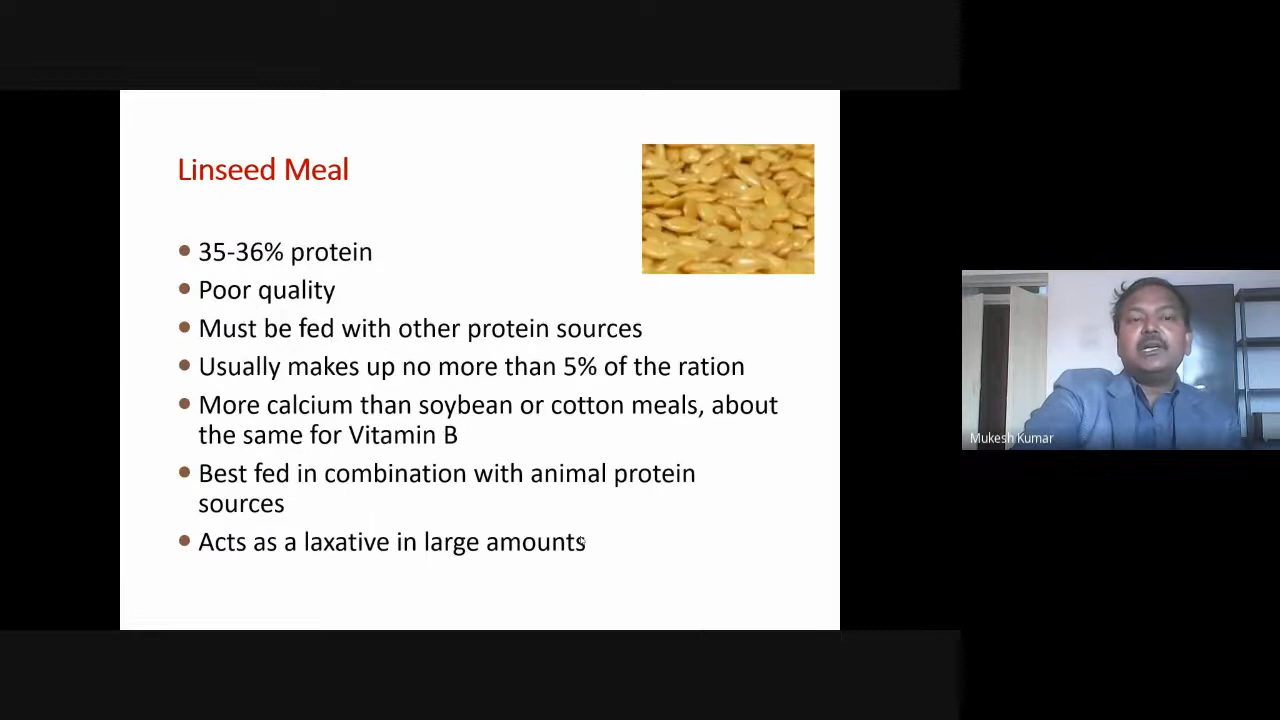 Linseed Meal
35-36% protein
Poor quality
Must be fed with other protein sources
Usually makes up no more than 5% of the ration
More calcium than soybean or cotton meals, about
the same for Vitamin B
Best fed in combination with animal protein
sources
Acts as a laxative in large amounts
Mukesh Kumar